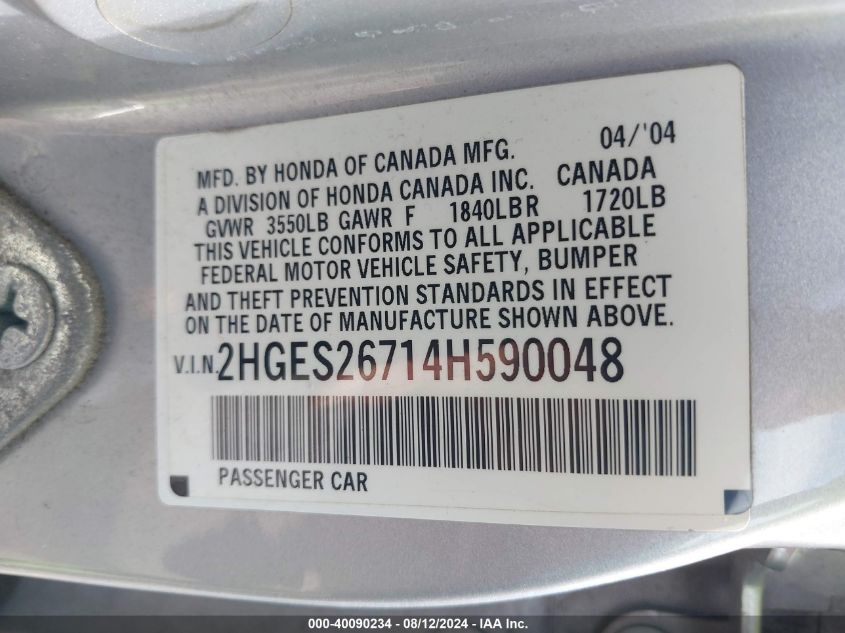 04/'04
MFD. BY HONDA OF CANADA MFG.
A DIVISION OF HONDA CANADA INC. CANADA
GVWR 3550LB GAWR F 1840LB R 1720LB
THIS VEHICLE CONFORMS TO ALL APPLICABLE
FEDERAL MOTOR VEHICLE SAFETY, BUMPER
AND THEFT PREVENTION STANDARDS IN EFFECT
ON THE DATE OF MANUFACTURE SHOWN ABOVE.
V.I.N. 2HGES26714H590048
PASSENGER CAR
000-40090234 - 08/12/2024 - IAA Inc.